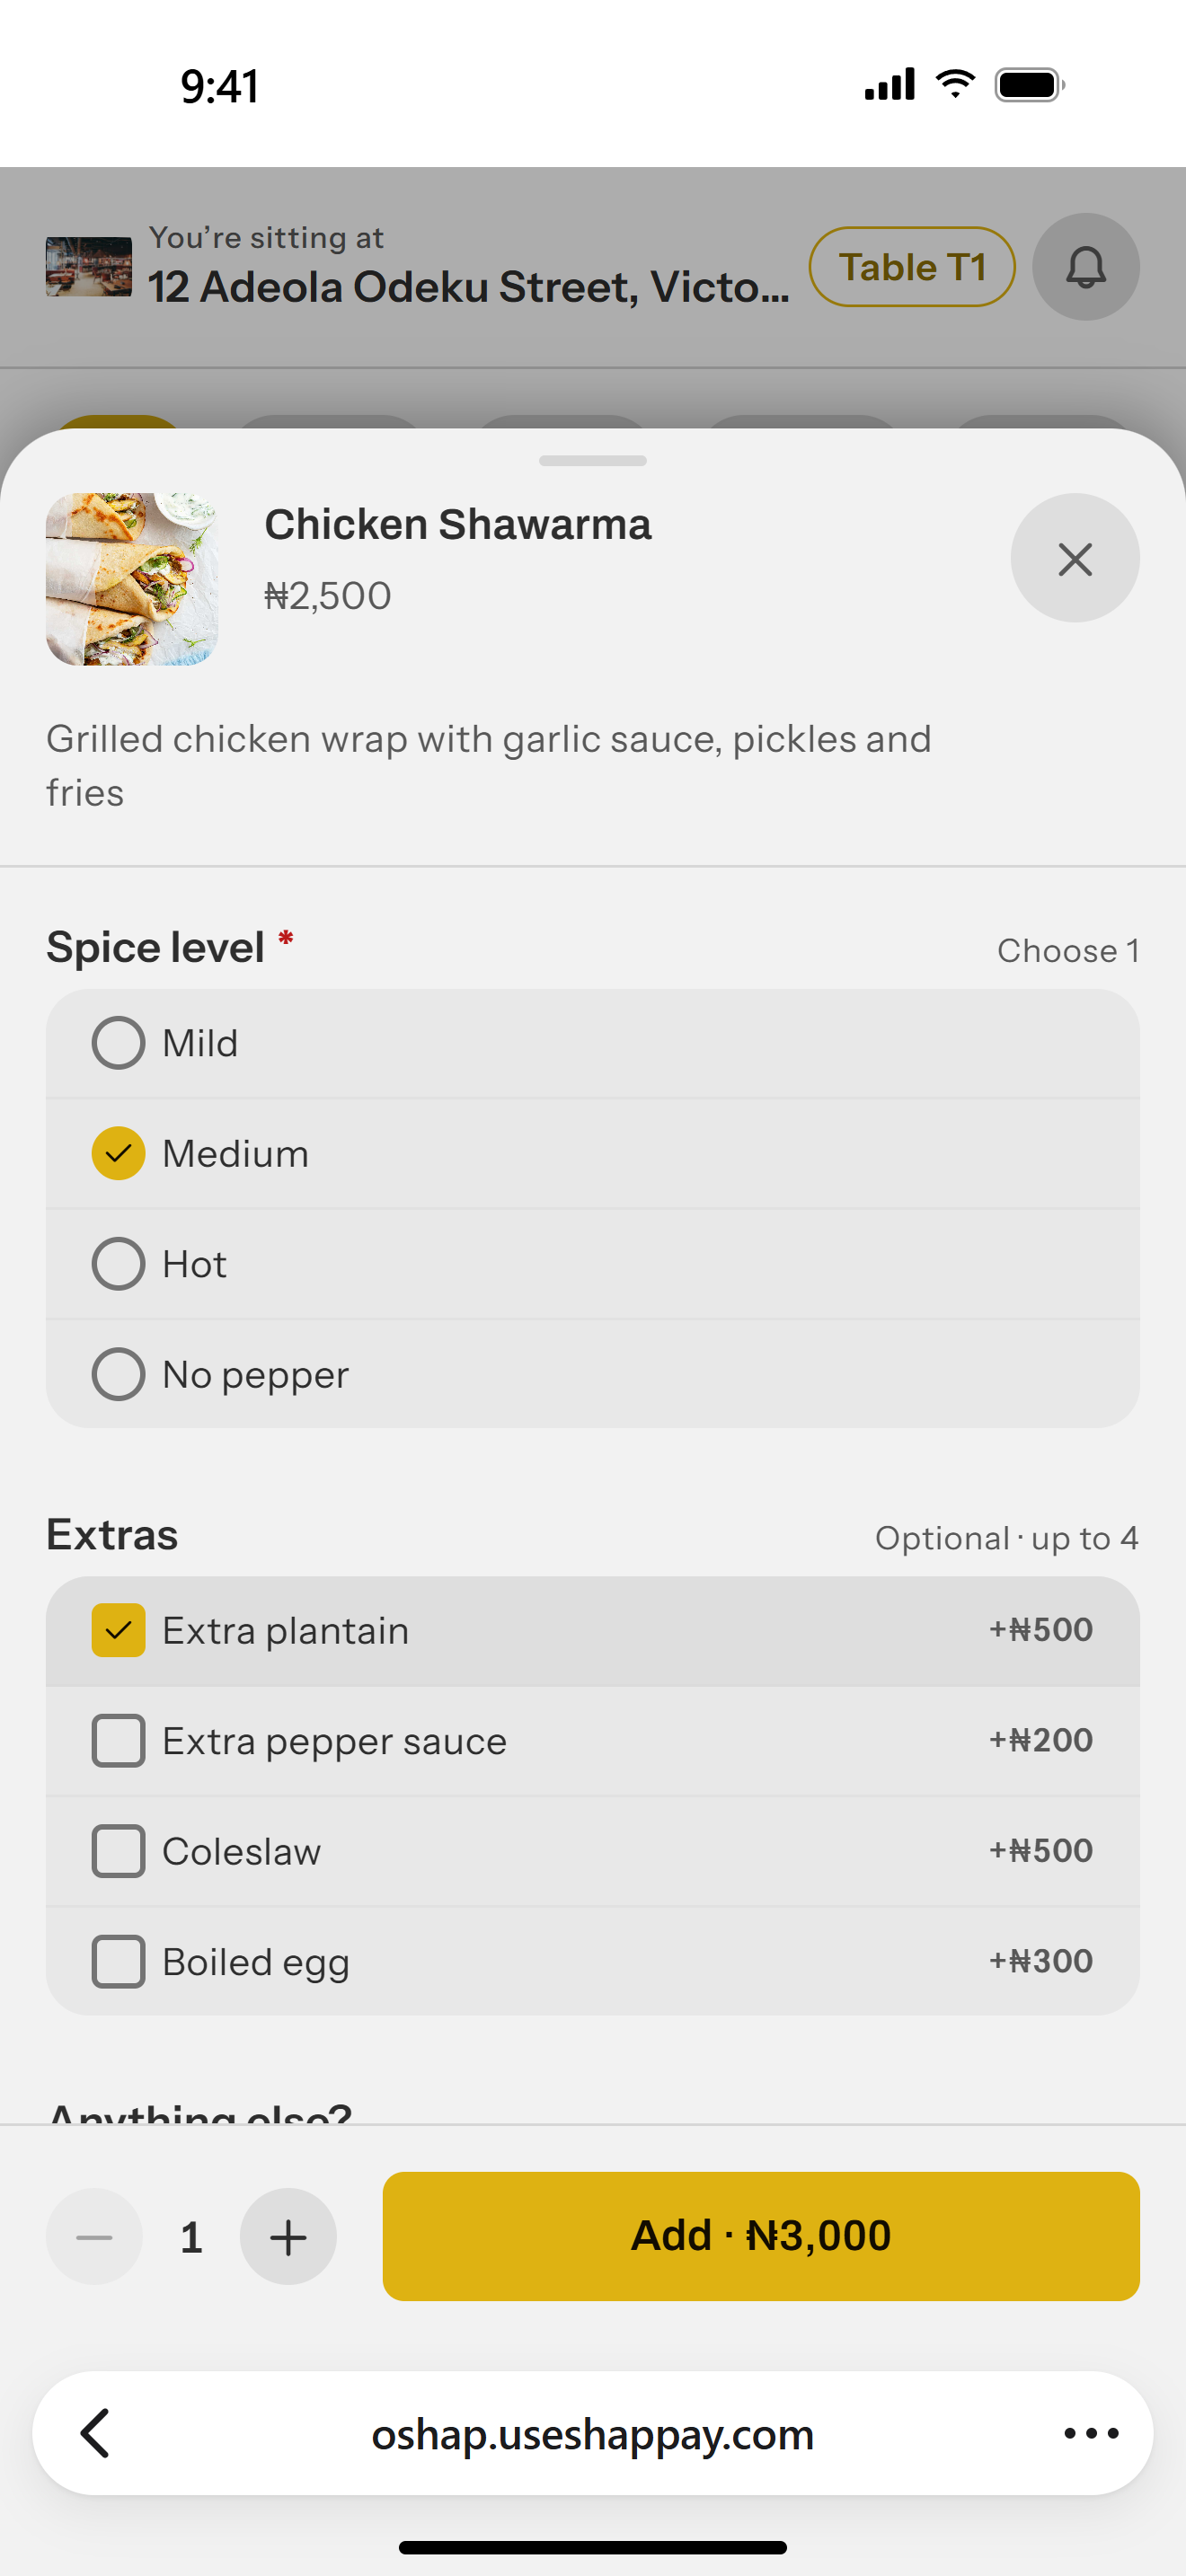 9:41
You're sitting at
12 Adeola Odeku Street, Victo...
Table T1
Chicken Shawarma
₦2,500
Grilled chicken wrap with garlic sauce, pickles and
fries
Spice level *
Choose 1
Mild
Medium
Hot
No pepper
Extras
Optional · up to 4
Extra plantain
+₦500
Extra pepper sauce
+₦200
Coleslaw
+₦500
Boiled egg
+₦300
Anything else?
1
Add · ₦3,000
oshap.useshappay.com